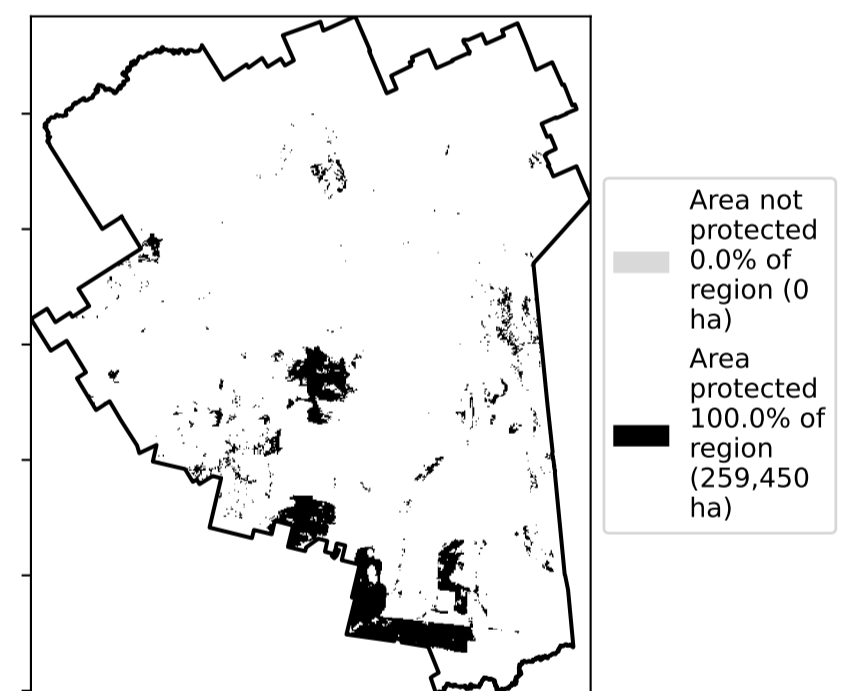 Area not
protected
0.0% of
region (0
ha)
Area
protected
100.0% of
region
(259,450
ha)